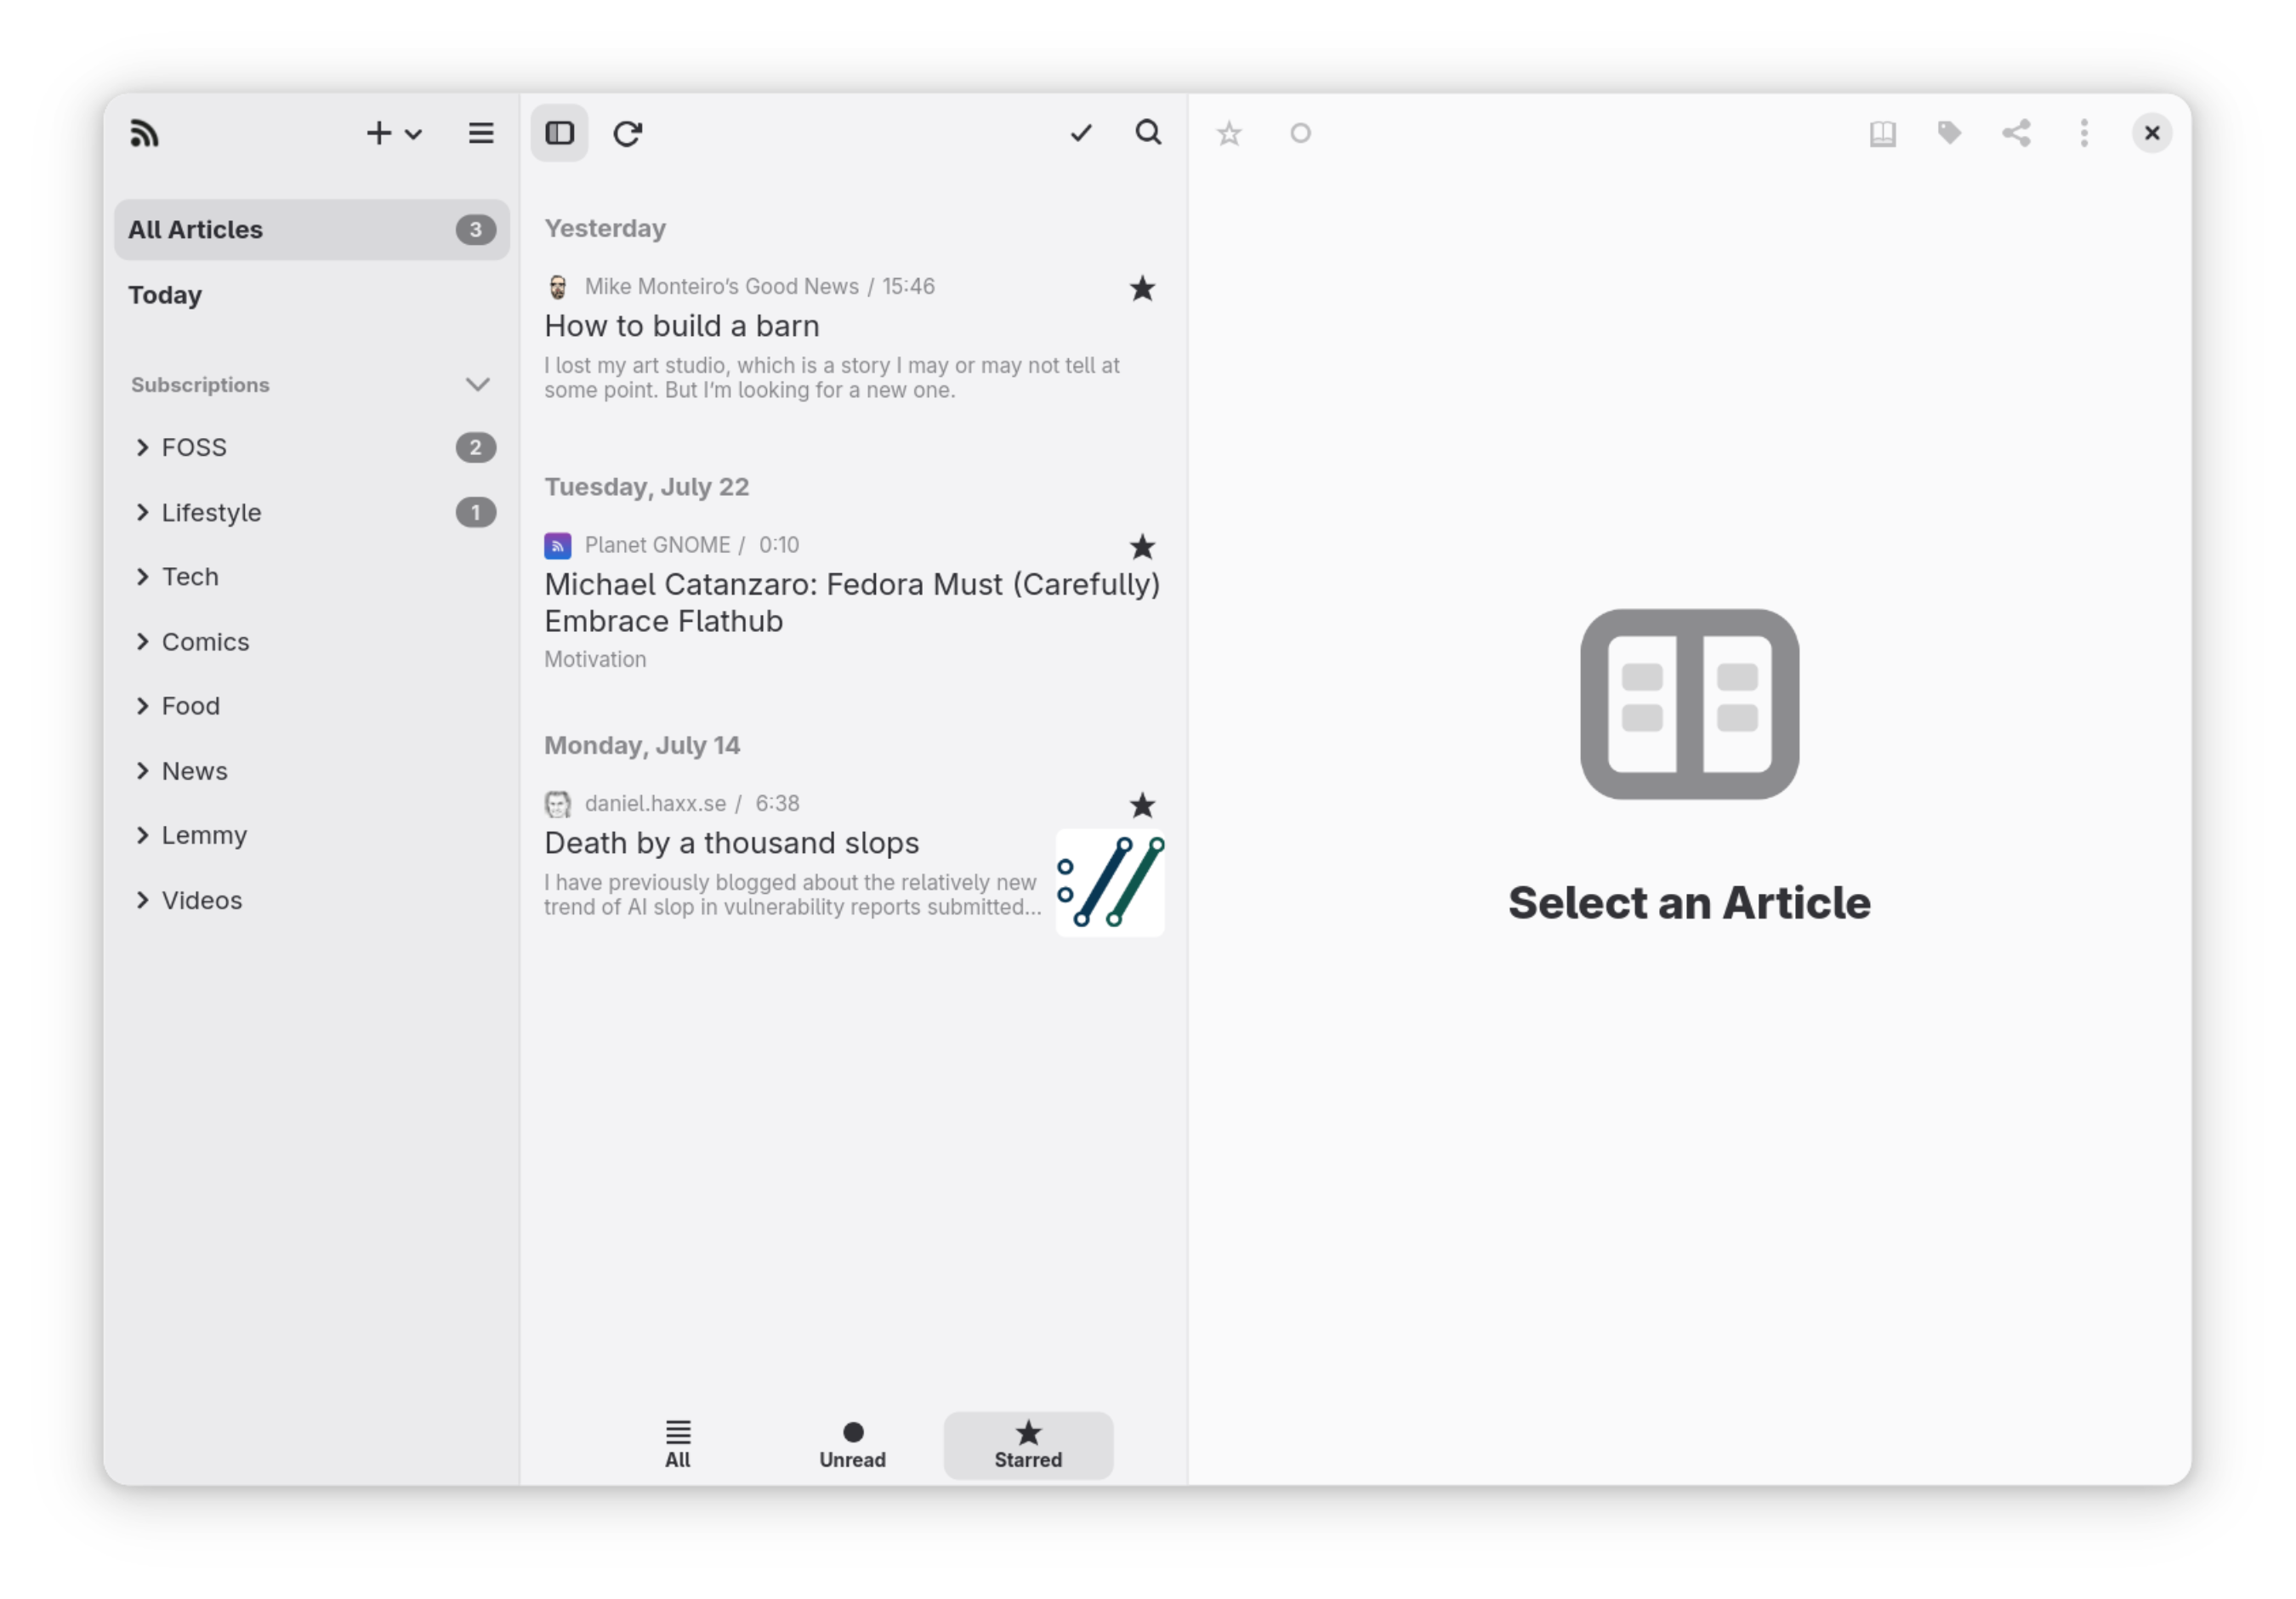 All Articles 3
Today
Subscriptions
FOSS 2
Lifestyle 1
Tech
Comics
Food
News
Lemmy
Videos
Yesterday
Mike Monteiro’s Good News / 15:46
How to build a barn
I lost my art studio, which is a story I may or may not tell at
some point. But I’m looking for a new one.
Tuesday, July 22
Planet GNOME / 0:10
Michael Catanzaro: Fedora Must (Carefully)
Embrace Flathub
Motivation
Monday, July 14
daniel.haxx.se / 6:38
Death by a thousand slops
I have previously blogged about the relatively new
trend of AI slop in vulnerability reports submitted…
All
Unread
Starred
Select an Article